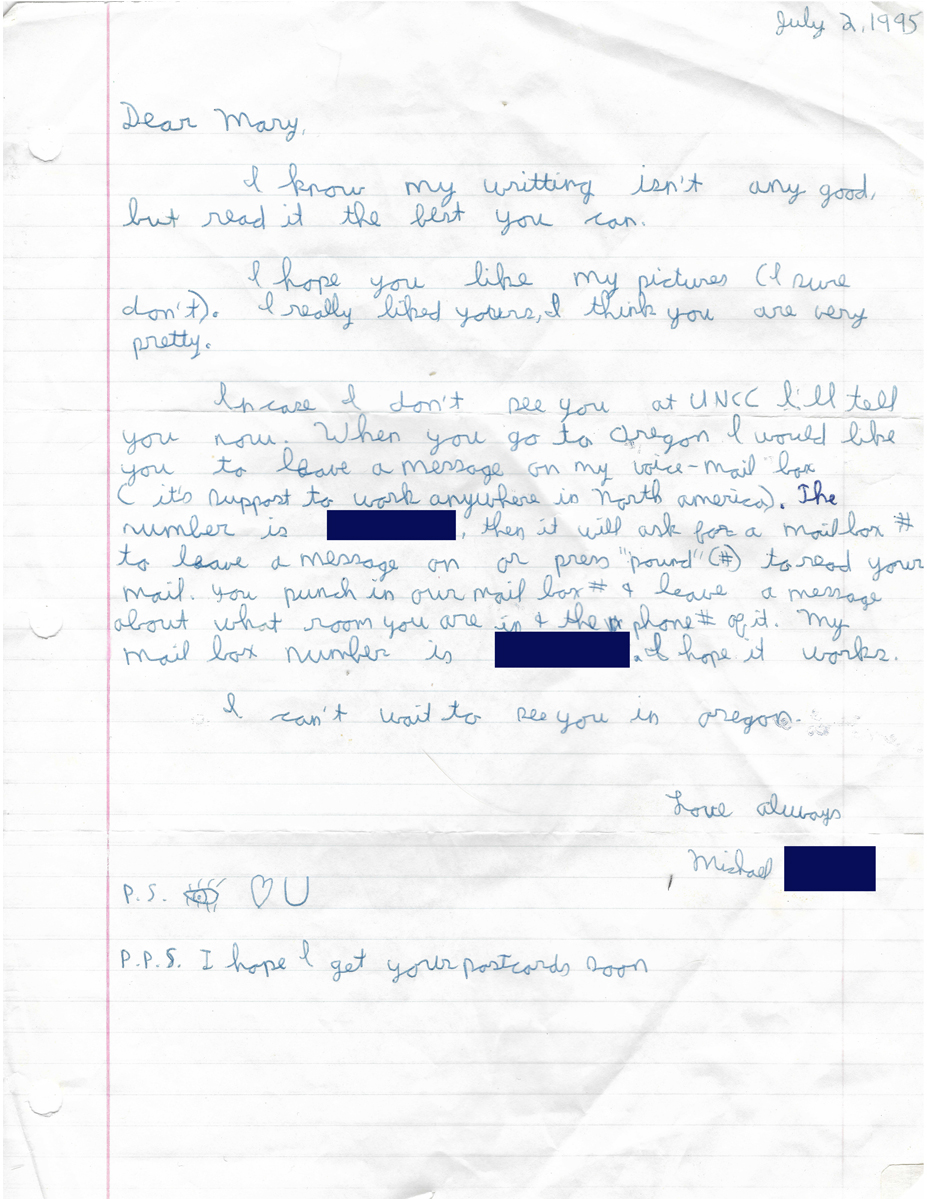 July 2, 1995
Dear Mary,
I know my writting isn't any good,
but read it the best you can.
I hope you like my pictures (I sure
don't). I really liked yours, I think you are very
pretty.
In case I don't see you at UNCC I'll tell
you now. When you go to Oregon I would like
you to leave a message on my voice-mail box
( it's suppost to work anywhere in North america). The
number is , then it will ask for a mailbox #
to leave a message on or press "pound" (#) to read your
mail. You punch in our mail box # & leave a message
about what room you are in & the phone # of it. My
mail box number is . I hope it works.
I can't wait to see you in oregon.
Love always
Michael
P.S. ♡ U
P.P.S. I hope I get your postcards soon